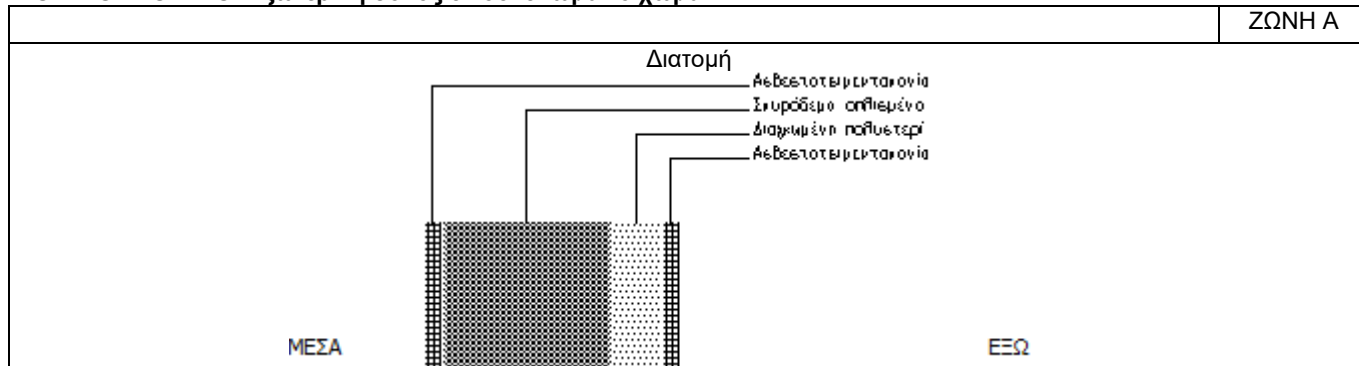 ΖΩΝΗ Α
Διατομή
Ασβεστοτσιμεντοκονία
Σκυρόδεμα οπλισμένο
Διογκωμένη πολυστερί
Ασβεστοτσιμεντοκονία
ΜΕΣΑ
ΕΞΩ